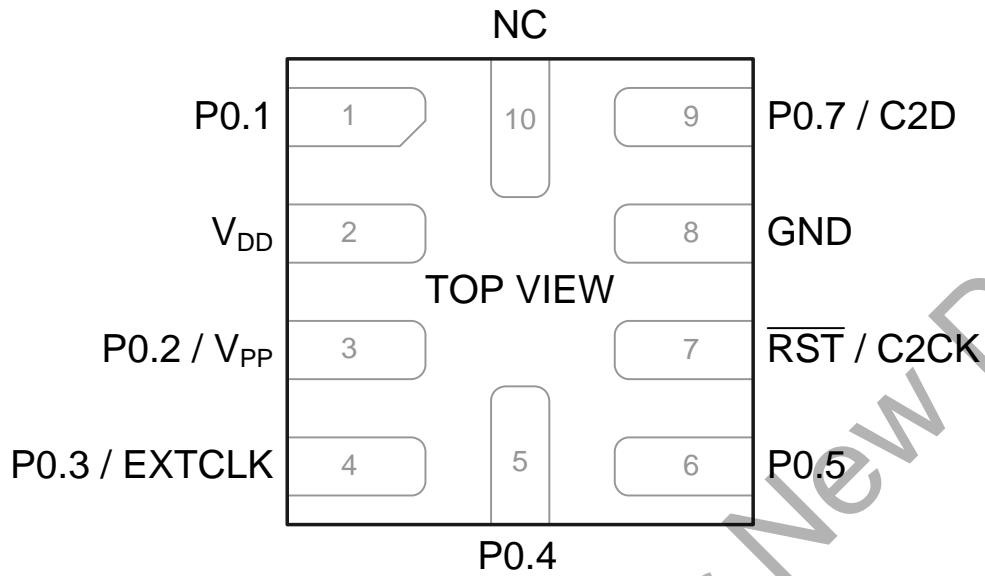 NC
P0.1 1 10 9 P0.7 / C2D
VDD 2 8 GND
TOP VIEW
P0.2 / VPP 3 7 RST / C2CK
P0.3 / EXTCLK 4 5 6 P0.5
P0.4
New